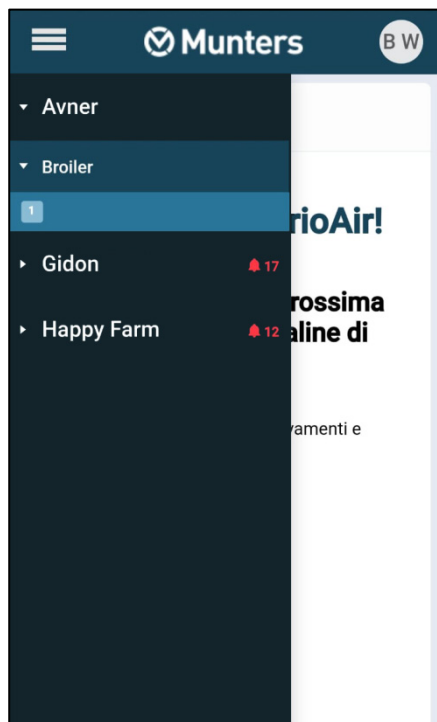 Munters
B W
Avner
Broiler
1
rioAir!
Gidon
17
rossima
Happy Farm
12
aline di
vamenti e